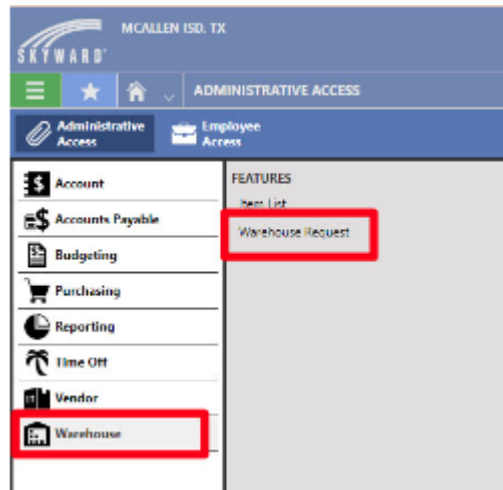 MCALLEN ISD, TX
SKYWARD
ADMINISTRATIVE ACCESS
Administrative Access
Employee Access
Account
Accounts Payable
Budgeting
Purchasing
Reporting
Time Off
Vendor
Warehouse
FEATURES
Item List
Warehouse Request